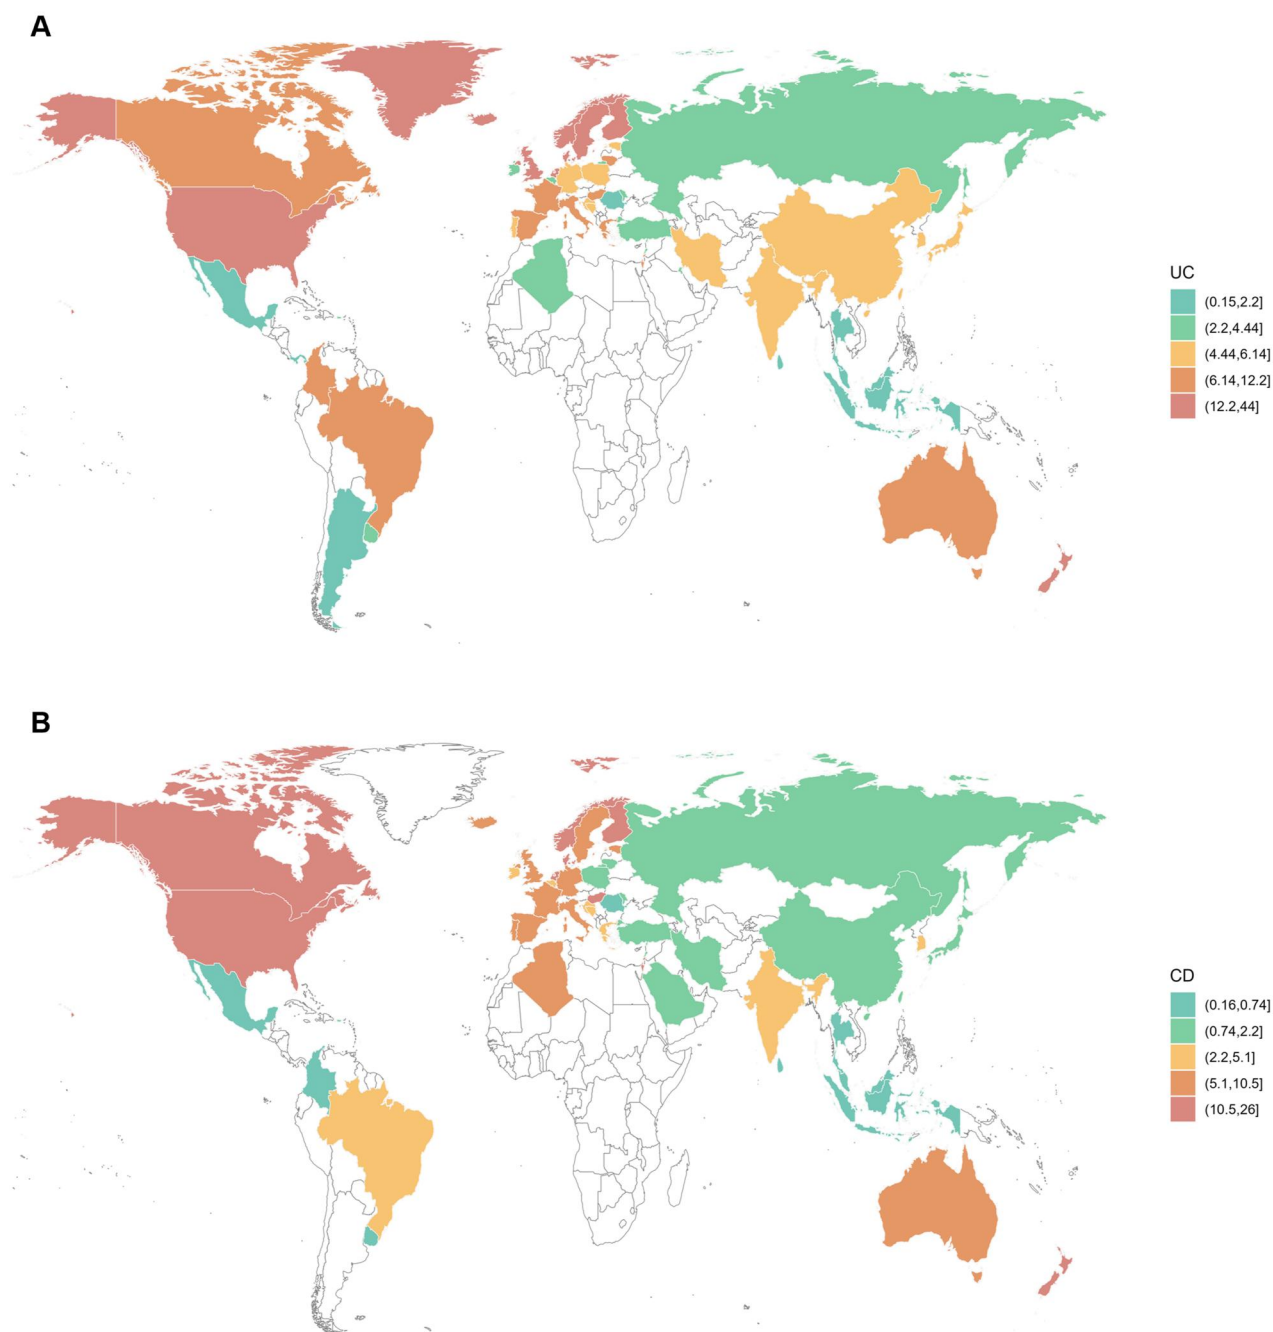 A
UC
(0.15,2.2]
(2.2,4.44]
(4.44,6.14]
(6.14,12.2]
(12.2,44]
B
CD
(0.16,0.74]
(0.74,2.2]
(2.2,5.1]
(5.1,10.5]
(10.5,26]